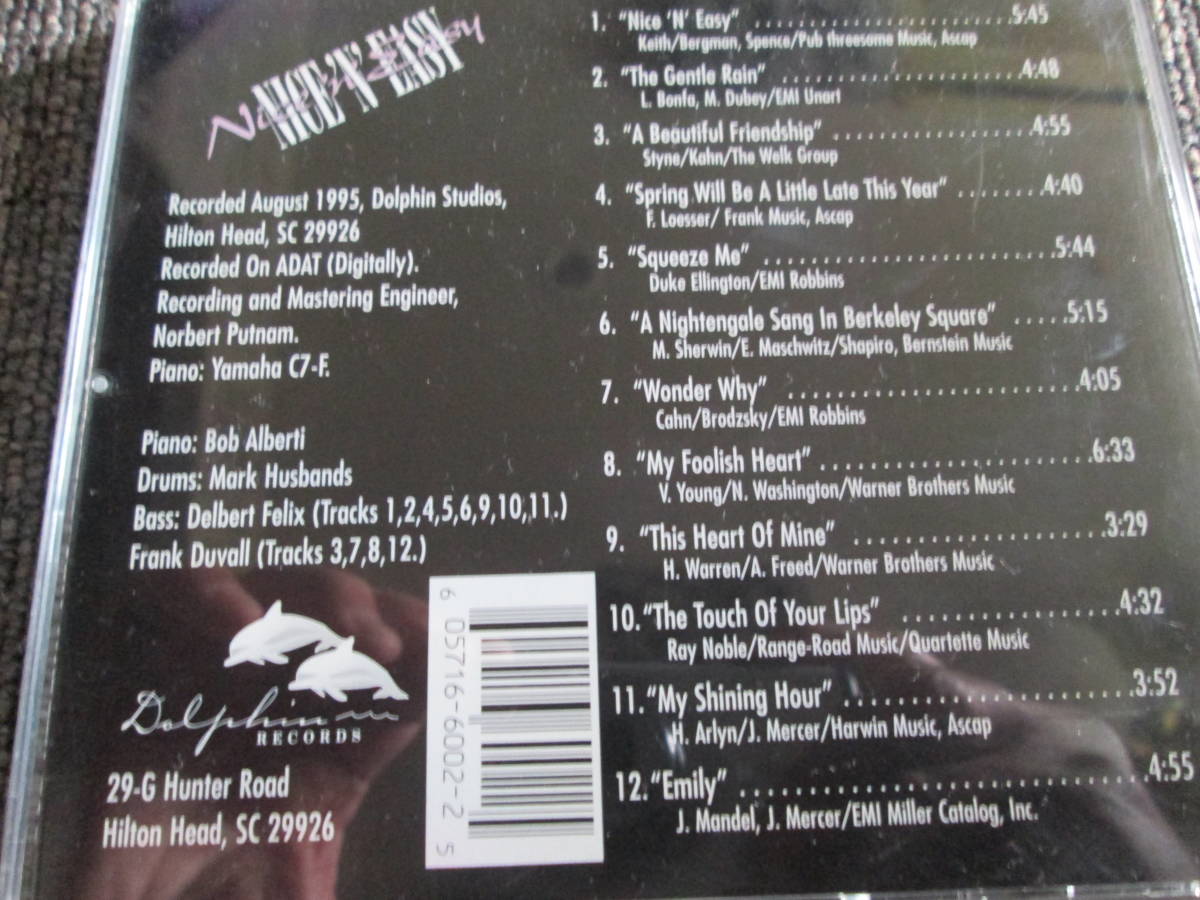 NICE 'N' EASY
Nice 'N' Easy
Recorded August 1995, Dolphin Studios,
Hilton Head, SC 29926
Recorded On ADAT (Digitally).
Recording and Mastering Engineer,
Norbert Putnam.
Piano: Yamaha C7-F.
Piano: Bob Alberti
Drums: Mark Husbands
Bass: Delbert Felix (Tracks 1,2,4,5,6,9,10,11.)
Frank Duvall (Tracks 3,7,8,12.)
Dolphin
RECORDS
29-G Hunter Road
Hilton Head, SC 29926
6 05716-6002-2 5
1. "Nice 'N' Easy" ........................5:45
Keith/Bergman, Spence/Pub threesome Music, Ascap
2. "The Gentle Rain" ......................4:48
L. Bonfa, M. Dubey/EMI Unart
3. "A Beautiful Friendship" ..................4:55
Styne/Kahn/The Welk Group
4. "Spring Will Be A Little Late This Year" ........4:40
F. Loesser/ Frank Music, Ascap
5. "Squeeze Me" ..........................5:44
Duke Ellington/EMI Robbins
6. "A Nightengale Sang In Berkeley Square" .....5:15
M. Sherwin/E. Maschwitz/Shapiro, Bernstein Music
7. "Wonder Why" ..........................4:05
Cahn/Brodzsky/EMI Robbins
8. "My Foolish Heart" ........................6:33
V. Young/N. Washington/Warner Brothers Music
9. "This Heart Of Mine" ....................3:29
H. Warren/A. Freed/Warner Brothers Music
10. "The Touch Of Your Lips" ..................4:32
Ray Noble/Range-Road Music/Quartette Music
11. "My Shining Hour" ........................3:52
H. Arlyn/J. Mercer/Harwin Music, Ascap
12. "Emily" ..................................4:55
J. Mandel, J. Mercer/EMI Miller Catalog, Inc.